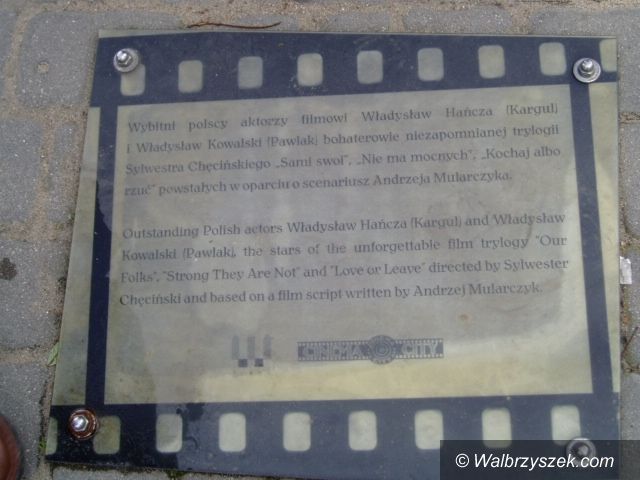 Wybitni polscy aktorzy filmowi Władysław Hańcza (Kargul)
i Władysław Kowalski (Pawlak) bohaterowie niezapomnianej trylogii
Sylwestra Chęcińskiego „Sami swoi”, „Nie ma mocnych”, „Kochaj albo
rzuć” powstałych w oparciu o scenariusz Andrzeja Mularczyka.
Outstanding Polish actors Władysław Hańcza (Kargul) and Władysław
Kowalski (Pawlak), the stars of the unforgettable film trylogy "Our
Folks", "Strong They Are Not" and "Love or Leave" directed by Sylwester
Chęciński and based on a film script written by Andrzej Mularczyk.
CINEMA CITY
© Walbrzyszek.com